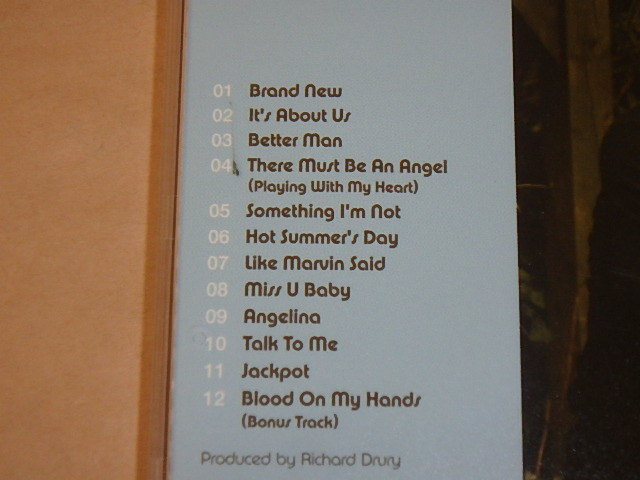 01 Brand New
02 It's About Us
03 Better Man
04 There Must Be An Angel
(Playing With My Heart)
05 Something I'm Not
06 Hot Summer's Day
07 Like Marvin Said
08 Miss U Baby
09 Angelina
10 Talk To Me
11 Jackpot
12 Blood On My Hands
(Bonus Track)
Produced by Richard Drury